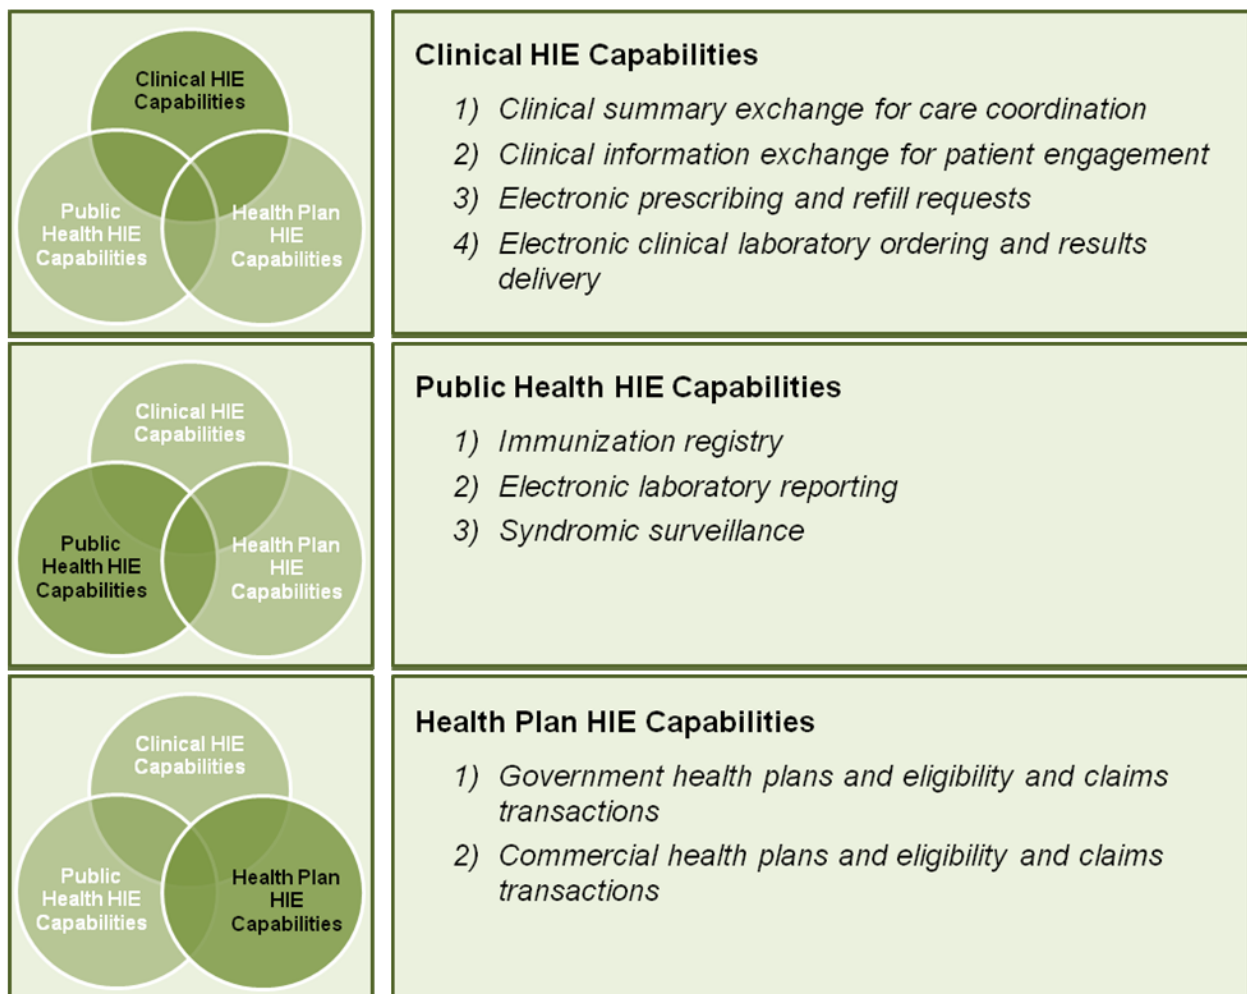 Clinical HIE
Capabilities
Public
Health HIE
Capabilities
Health Plan
HIE
Capabilities
Clinical HIE Capabilities
1) Clinical summary exchange for care coordination
2) Clinical information exchange for patient engagement
3) Electronic prescribing and refill requests
4) Electronic clinical laboratory ordering and results
delivery
Clinical HIE
Capabilities
Public
Health HIE
Capabilities
Health Plan
HIE
Capabilities
Public Health HIE Capabilities
1) Immunization registry
2) Electronic laboratory reporting
3) Syndromic surveillance
Clinical HIE
Capabilities
Public
Health HIE
Capabilities
Health Plan
HIE
Capabilities
Health Plan HIE Capabilities
1) Government health plans and eligibility and claims
transactions
2) Commercial health plans and eligibility and claims
transactions